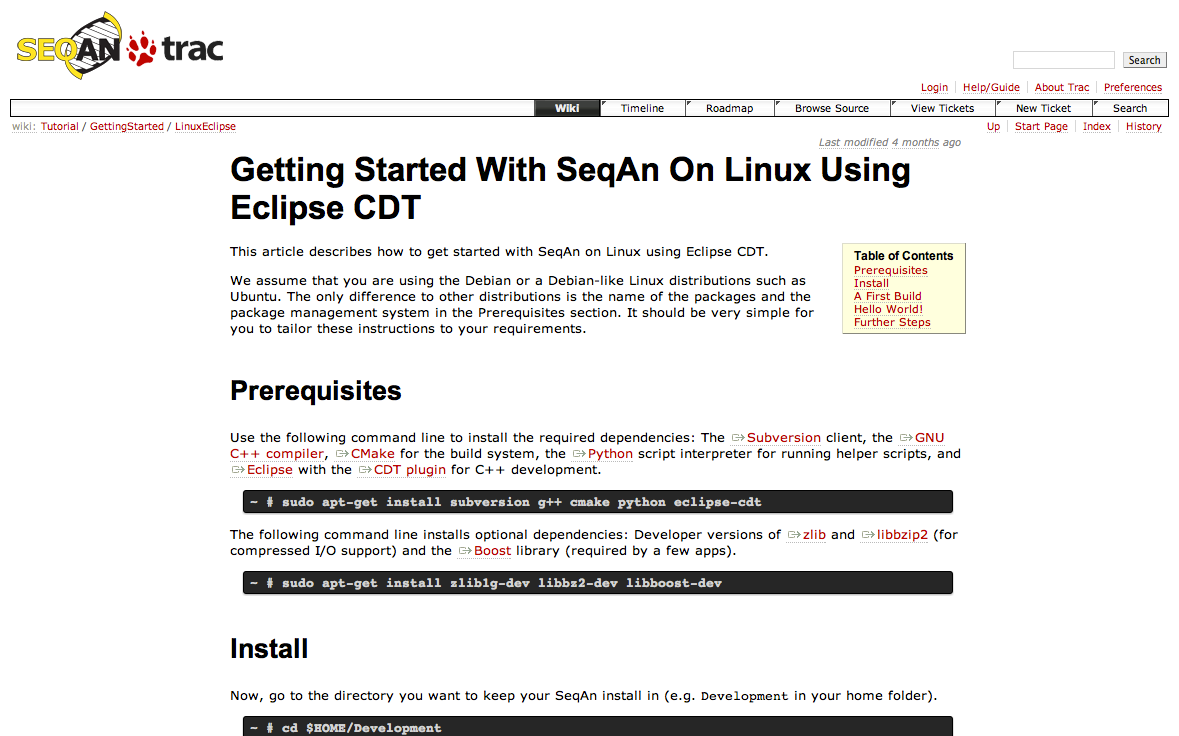 SEQAN trac
Search
Login Help/Guide About Trac Preferences
Wiki Timeline Roadmap Browse Source View Tickets New Ticket Search
wiki: Tutorial / GettingStarted / LinuxEclipse
Up Start Page Index History
Last modified 4 months ago
Getting Started With SeqAn On Linux Using
Eclipse CDT
This article describes how to get started with SeqAn on Linux using Eclipse CDT.
We assume that you are using the Debian or a Debian-like Linux distributions such as
Ubuntu. The only difference to other distributions is the name of the packages and the
package management system in the Prerequisites section. It should be very simple for
you to tailor these instructions to your requirements.
Table of Contents
Prerequisites
Install
A First Build
Hello World!
Further Steps
Prerequisites
Use the following command line to install the required dependencies: The Subversion client, the GNU
C++ compiler, CMake for the build system, the Python script interpreter for running helper scripts, and
Eclipse with the CDT plugin for C++ development.
~ # sudo apt-get install subversion g++ cmake python eclipse-cdt
The following command line installs optional dependencies: Developer versions of zlib and libbzip2 (for
compressed I/O support) and the Boost library (required by a few apps).
~ # sudo apt-get install zlib1g-dev libbz2-dev libboost-dev
Install
Now, go to the directory you want to keep your SeqAn install in (e.g. Development in your home folder).
~ # cd $HOME/Development